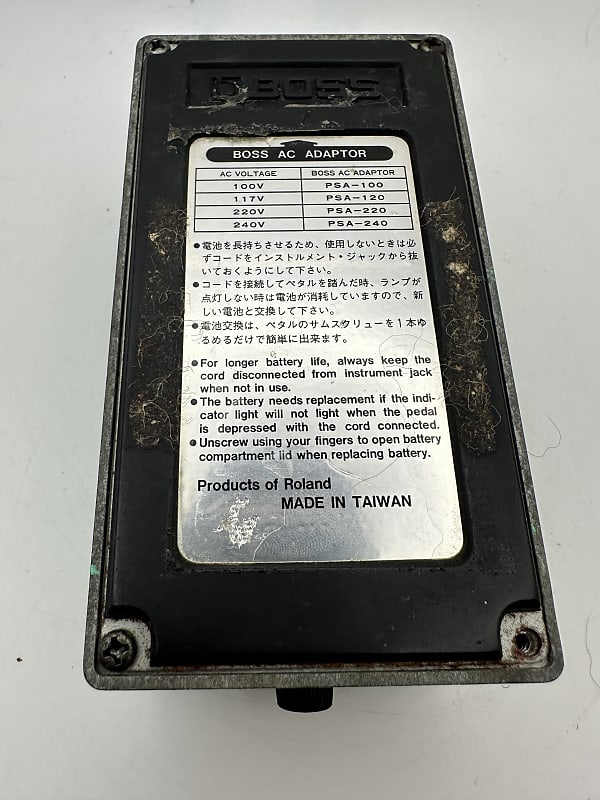 BOSS
BOSS AC ADAPTOR
AC VOLTAGE BOSS AC ADAPTOR
100V PSA-100
117V PSA-120
220V PSA-220
240V PSA-240
●電池を長持ちさせるため、使用しないときは必
ずコードをインストルメント・ジャックから抜
いておくようにして下さい。
●コードを接続してペタルを踏んだ時、ランプが
点灯しない時は電池が消耗していますので、新
しい電池と交換して下さい。
●電池交換は、ペタルのサムスクリューを1本ゆ
るめるだけで簡単に出来ます。
●For longer battery life, always keep the
cord disconnected from instrument jack
when not in use.
●The battery needs replacement if the indi-
cator light will not light when the pedal
is depressed with the cord connected.
●Unscrew using your fingers to open battery
compartment lid when replacing battery.
Products of Roland
MADE IN TAIWAN